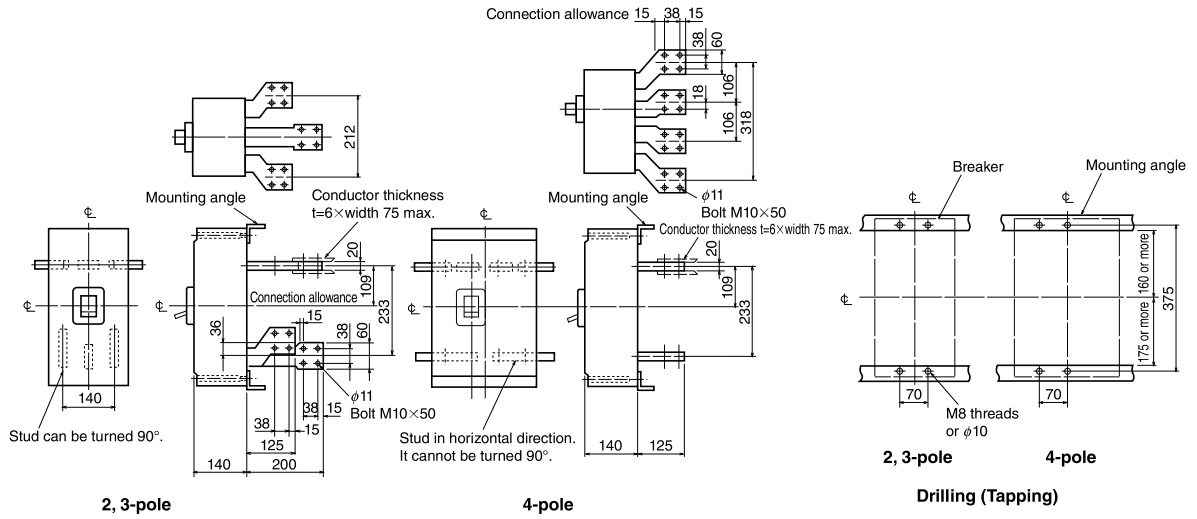 Connection allowance 15 38 15
38
60
106
18
106
318
212
φ11
Bolt M10×50
Mounting angle
Conductor thickness
t=6×width 75 max.
Mounting angle
Conductor thickness t=6×width 75 max.
Breaker
Mounting angle
℄
℄
℄
℄
℄
℄
℄
℄
20
109
233
Connection allowance
15
36
38
60
φ11
Bolt M10×50
38
15
38
15
125
140
200
140
Stud can be turned 90°.
20
109
233
Stud in horizontal direction.
It cannot be turned 90°.
140
125
160 or more
175 or more
375
70
70
M8 threads
or φ10
2, 3-pole
4-pole
Drilling (Tapping)
2, 3-pole
4-pole